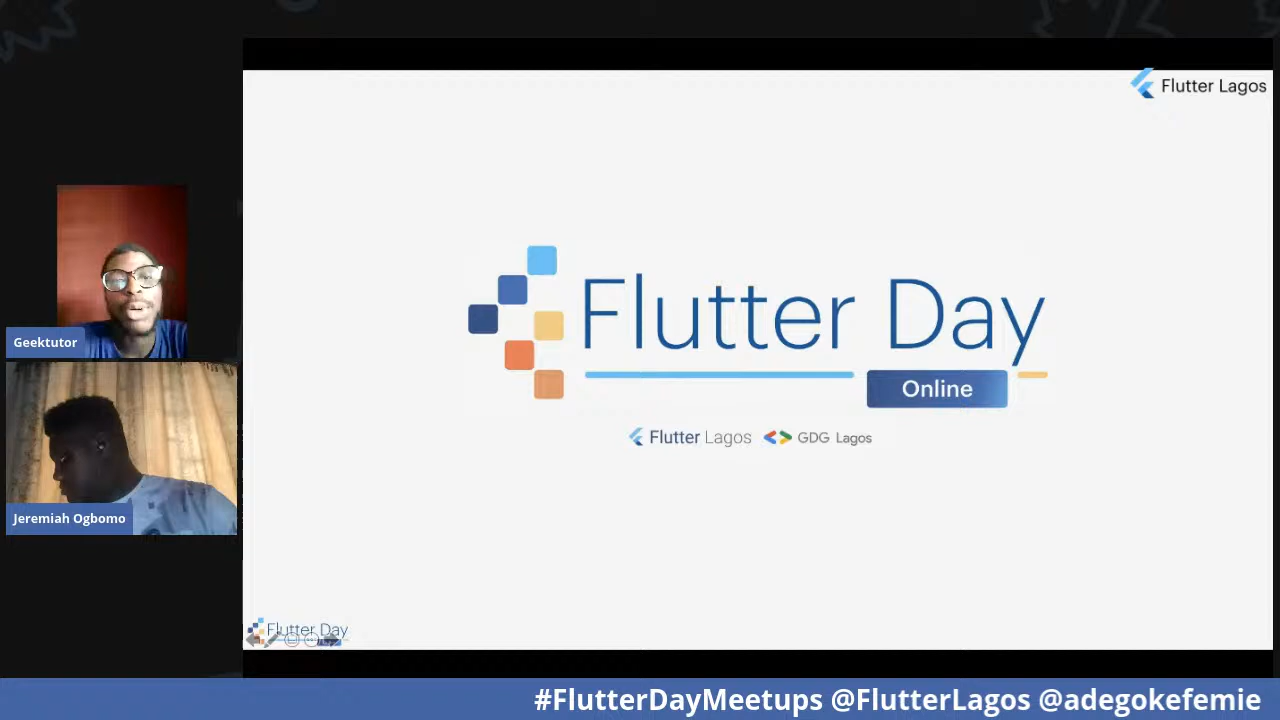 Flutter Lagos
Geektutor
Jeremiah Ogbomo
Flutter Day
Online
Flutter Lagos GDG Lagos
Flutter Day
#FlutterDayMeetups @FlutterLagos @adegokefemie